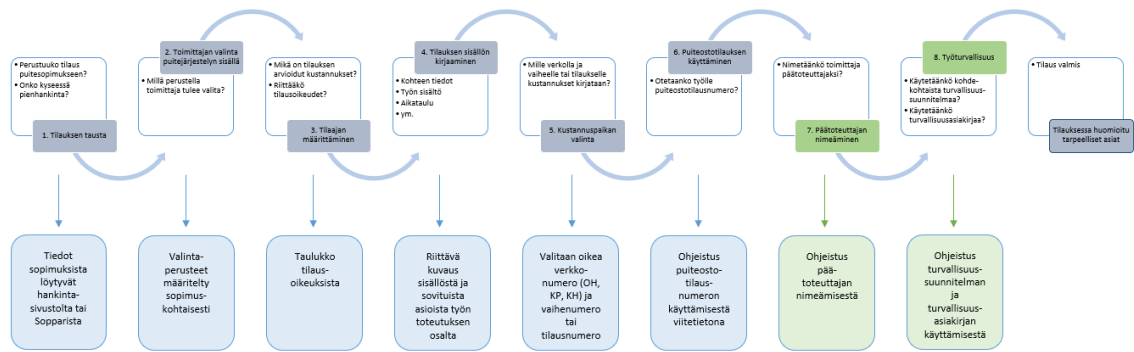 • Perustuuko tilaus
puitesopimukseen?
• Onko kyseessä
pienhankinta?
1. Tilauksen tausta
2. Toimittajan valinta
puitejärjestelyn sisällä
• Millä perustella
toimittaja tulee valita?
• Mikä on tilauksen
arvioidut kustannukset?
• Riittääkö
tilausoikeudet?
3. Tilaajan
määrittäminen
4. Tilauksen sisällön
kirjaaminen
• Kohteen tiedot
• Työn sisältö
• Aikataulu
• ym.
• Mille verkolla ja
vaiheelle tai tilaukselle
kustannukset kirjataan?
5. Kustannuspaikan
valinta
6. Puiteostotilauksen
käyttäminen
• Otetaanko työlle
puiteostotilausnumero?
• Nimetäänkö toimittaja
päätoteuttajaksi?
7. Päätoteuttajan
nimeäminen
8. Työturvallisuus
• Käytetäänkö kohde-
kohtaista turvallisuus-
suunnitelmaa?
• Käytetäänkö
turvallisuusasiakirjaa?
• Tilaus valmis
Tilauksessa huomioitu
tarpeelliset asiat
Tiedot
sopimuksista
löytyvät
hankinta-
sivustolta tai
Sopparista
Valinta-
perusteet
määritelty
sopimus-
kohtaisesti
Taulukko
tilaus-
oikeuksista
Riittävä
kuvaus
sisällöstä ja
sovituista
asioista työn
toteutuksen
osalta
Valitaan oikea
verkko-
numero (OH,
KP, KH) ja
vaihenumero
tai
tilausnumero
Ohjeistus
puiteosto-
tilaus-
numeron
käyttämisestä
viitetietona
Ohjeistus
pää-
toteuttajan
nimeämisestä
Ohjeistus
turvallisuus-
suunnitelman
ja
turvallisuus-
asiakirjan
käyttämisestä